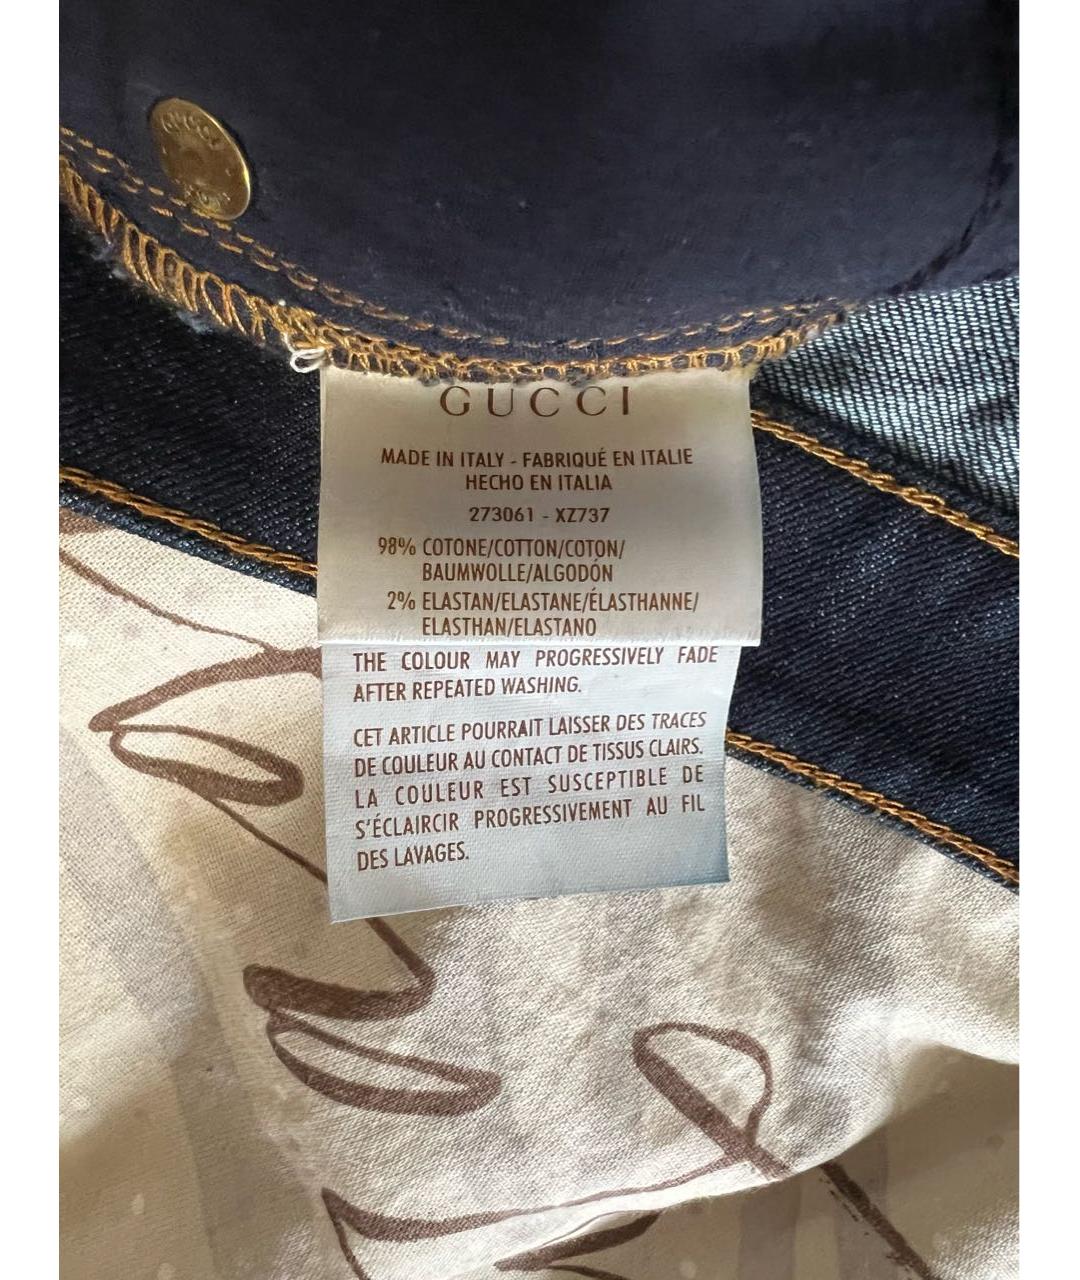 GUCCI
GUCCI
MADE IN ITALY - FABRIQUÉ EN ITALIE
HECHO EN ITALIA
273061 - XZ737
98% COTONE/COTTON/COTON/
BAUMWOLLE/ALGODÓN
2% ELASTAN/ELASTANE/ÉLASTHANNE/
ELASTHAN/ELASTANO
THE COLOUR MAY PROGRESSIVELY FADE
AFTER REPEATED WASHING.
CET ARTICLE POURRAIT LAISSER DES TRACES
DE COULEUR AU CONTACT DE TISSUS CLAIRS.
LA COULEUR EST SUSCEPTIBLE DE
S'ÉCLAIRCIR PROGRESSIVEMENT AU FIL
DES LAVAGES.